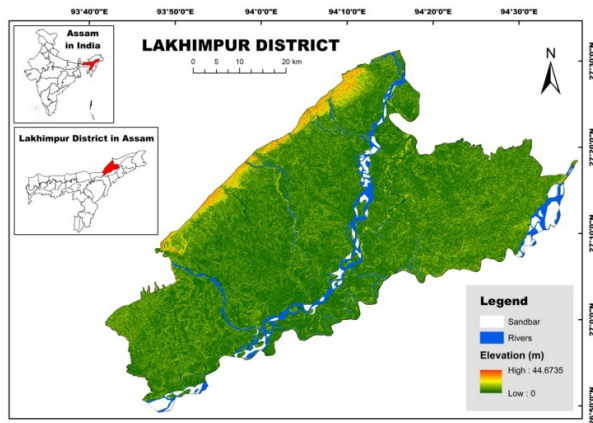 93°40'0"E 93°50'0"E 94°0'0"E 94°10'0"E 94°20'0"E 94°30'0"E
Assam
in India
LAKHIMPUR DISTRICT
0 10 20 km
N
Lakhimpur District in Assam
Legend
Sandbar
Rivers
Elevation (m)
High : 44.6735
Low : 0